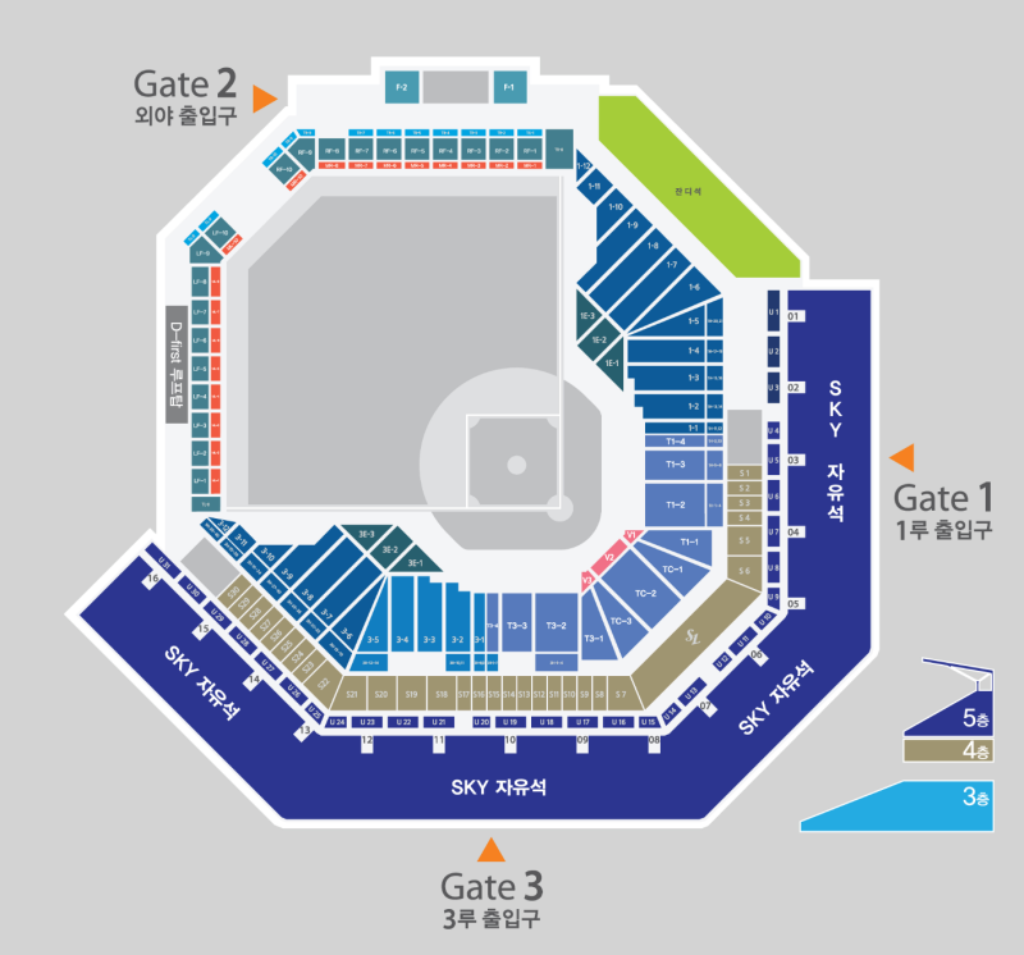 Gate 2
외야 출입구
F-2
F-1
RF-8
RF-7
RF-6
RF-5
RF-4
RF-3
RF-2
RF-1
RF-9
RF-10
1-12
1-11
1-10
1-9
1-8
1-7
1-6
1-5
1-4
1-3
1-2
1-1
잔디석
LF-10
LF-9
LF-8
LF-7
LF-6
LF-5
LF-4
LF-3
LF-2
LF-1
D-first 루프탑
1E-3
1E-2
1E-1
T1-4
T1-3
T1-2
T1-1
TC-1
TC-2
TC-3
T3-1
T3-2
T3-3
V1
V2
V3
U 1
U 2
U 3
U 4
U 5
U 6
U 7
U 8
U 9
U 10
U 11
U 12
U 13
U 14
U 15
U 16
U 17
U 18
U 19
U 20
U 21
U 22
U 23
U 24
U 25
U 26
U 27
U 28
U 29
U 30
U 31
01
02
03
04
05
06
07
08
09
10
11
12
13
14
15
16
SKY 자유석
Gate 1
1루 출입구
S 1
S 2
S 3
S 4
S 5
S 6
S 7
S8
S9
S10
S11
S12
S13
S14
S15
S16
S17
S18
S19
S20
S21
S22
S23
S24
S25
S26
S27
S28
S29
S30
3E-3
3E-2
3E-1
3-12
3-11
3-10
3-9
3-8
3-7
3-6
3-5
3-4
3-3
3-2
3-1
SKY 자유석
SKY 자유석
SKY 자유석
5층
4층
3층
Gate 3
3루 출입구